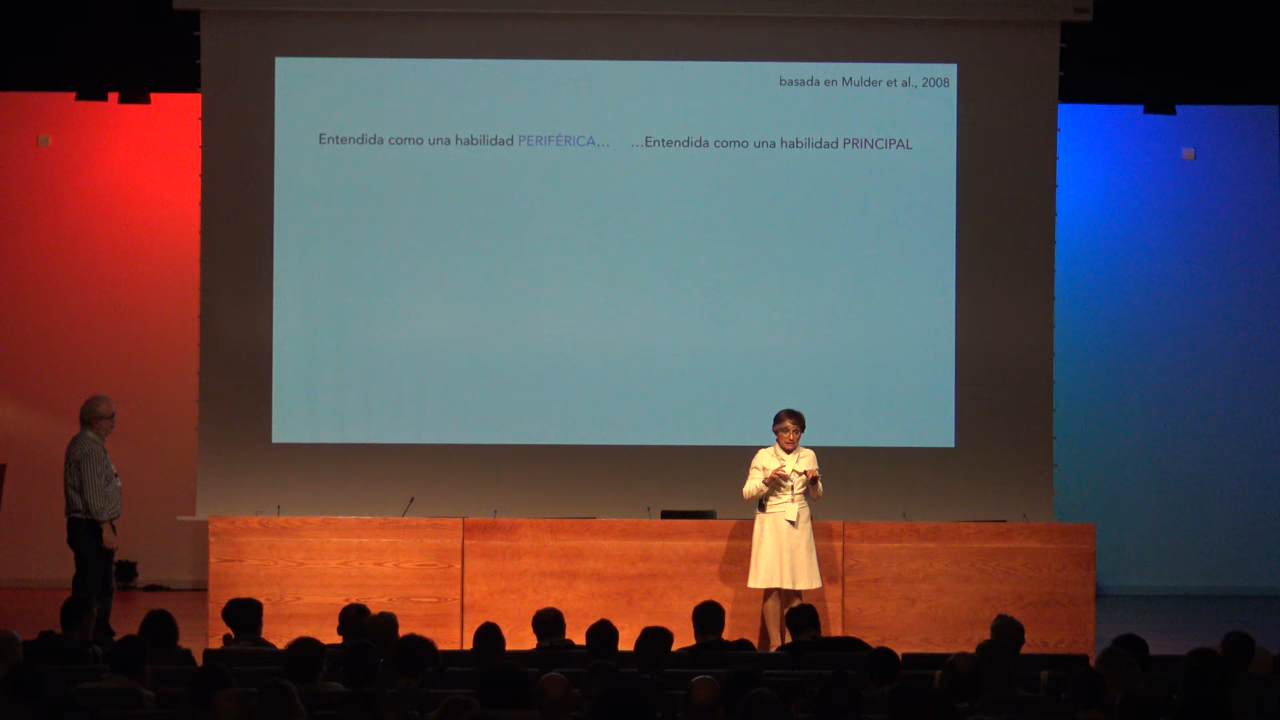 basada en Mulder et al., 2008
Entendida como una habilidad PERIFÉRICA...
...Entendida como una habilidad PRINCIPAL